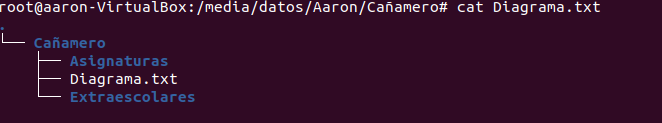 root@aaron-VirtualBox:/media/datos/Aaron/Cañamero# cat Diagrama.txt
.
└── Cañamero
    ├── Asignaturas
    ├── Diagrama.txt
    └── Extraescolares